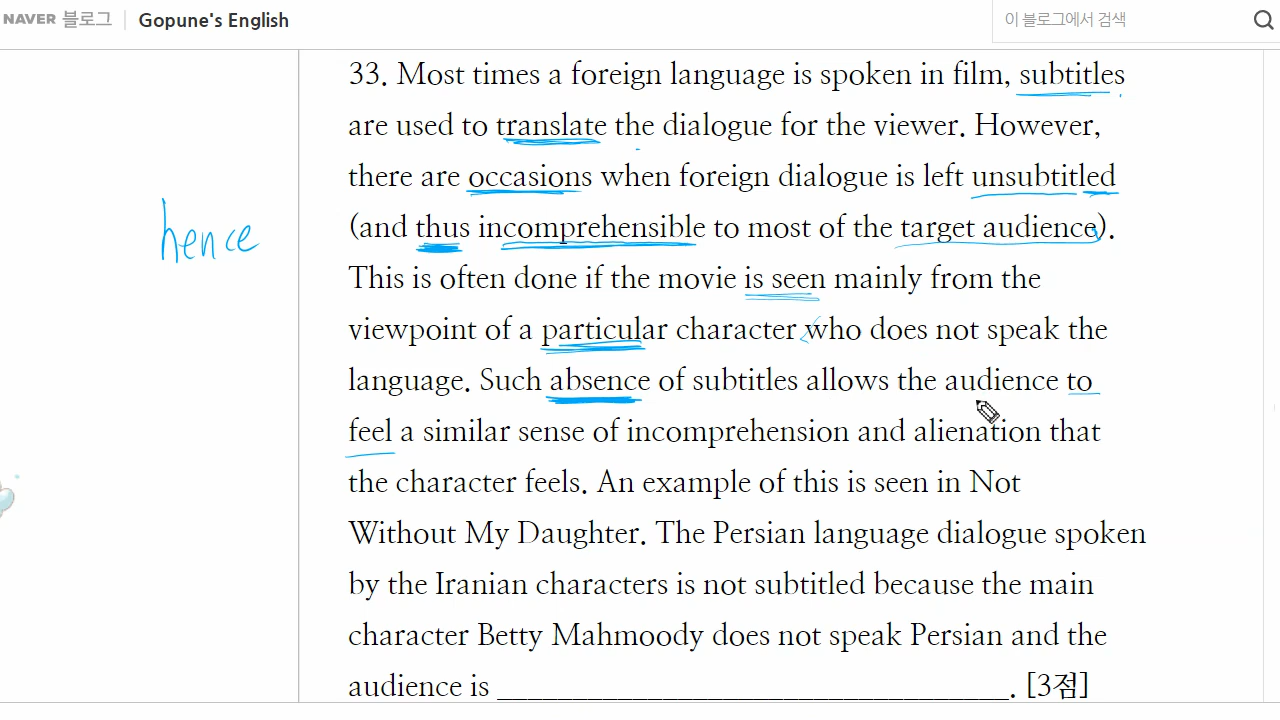 NAVER 블로그 Gopune's English 이 블로그에서 검색
33. Most times a foreign language is spoken in film, subtitles
are used to translate the dialogue for the viewer. However,
there are occasions when foreign dialogue is left unsubtitled
(and thus incomprehensible to most of the target audience).
hence
This is often done if the movie is seen mainly from the
viewpoint of a particular character who does not speak the
language. Such absence of subtitles allows the audience to
feel a similar sense of incomprehension and alienation that
the character feels. An example of this is seen in Not
Without My Daughter. The Persian language dialogue spoken
by the Iranian characters is not subtitled because the main
character Betty Mahmoody does not speak Persian and the
audience is ______________________________. [3점]